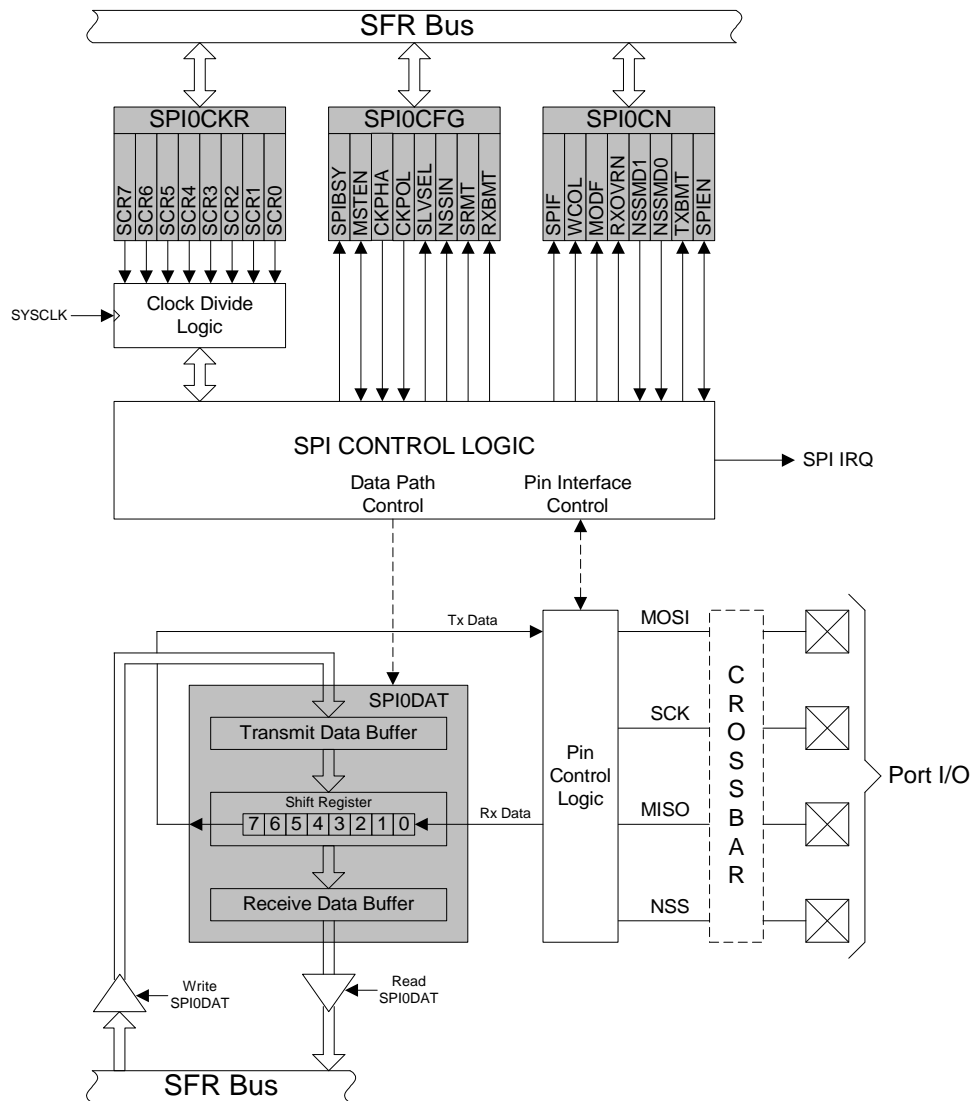 SFR Bus
SPI0CKR
SPI0CFG
SPI0CN
SCR7
SCR6
SCR5
SCR4
SCR3
SCR2
SCR1
SCR0
SPIBSY
MSTEN
CKPHA
CKPOL
SLVSEL
NSSIN
SRMT
RXBMT
SPIF
WCOL
MODF
RXOVRN
NSSMD1
NSSMD0
TXBMT
SPIEN
SYSCLK
Clock Divide
Logic
SPI CONTROL LOGIC
SPI IRQ
Data Path
Control
Pin Interface
Control
Tx Data
MOSI
SPI0DAT
Transmit Data Buffer
SCK
Pin
Control
Logic
CROSSBAR
Port I/O
Shift Register
7 6 5 4 3 2 1 0
Rx Data
MISO
Receive Data Buffer
NSS
Write
SPI0DAT
Read
SPI0DAT
SFR Bus